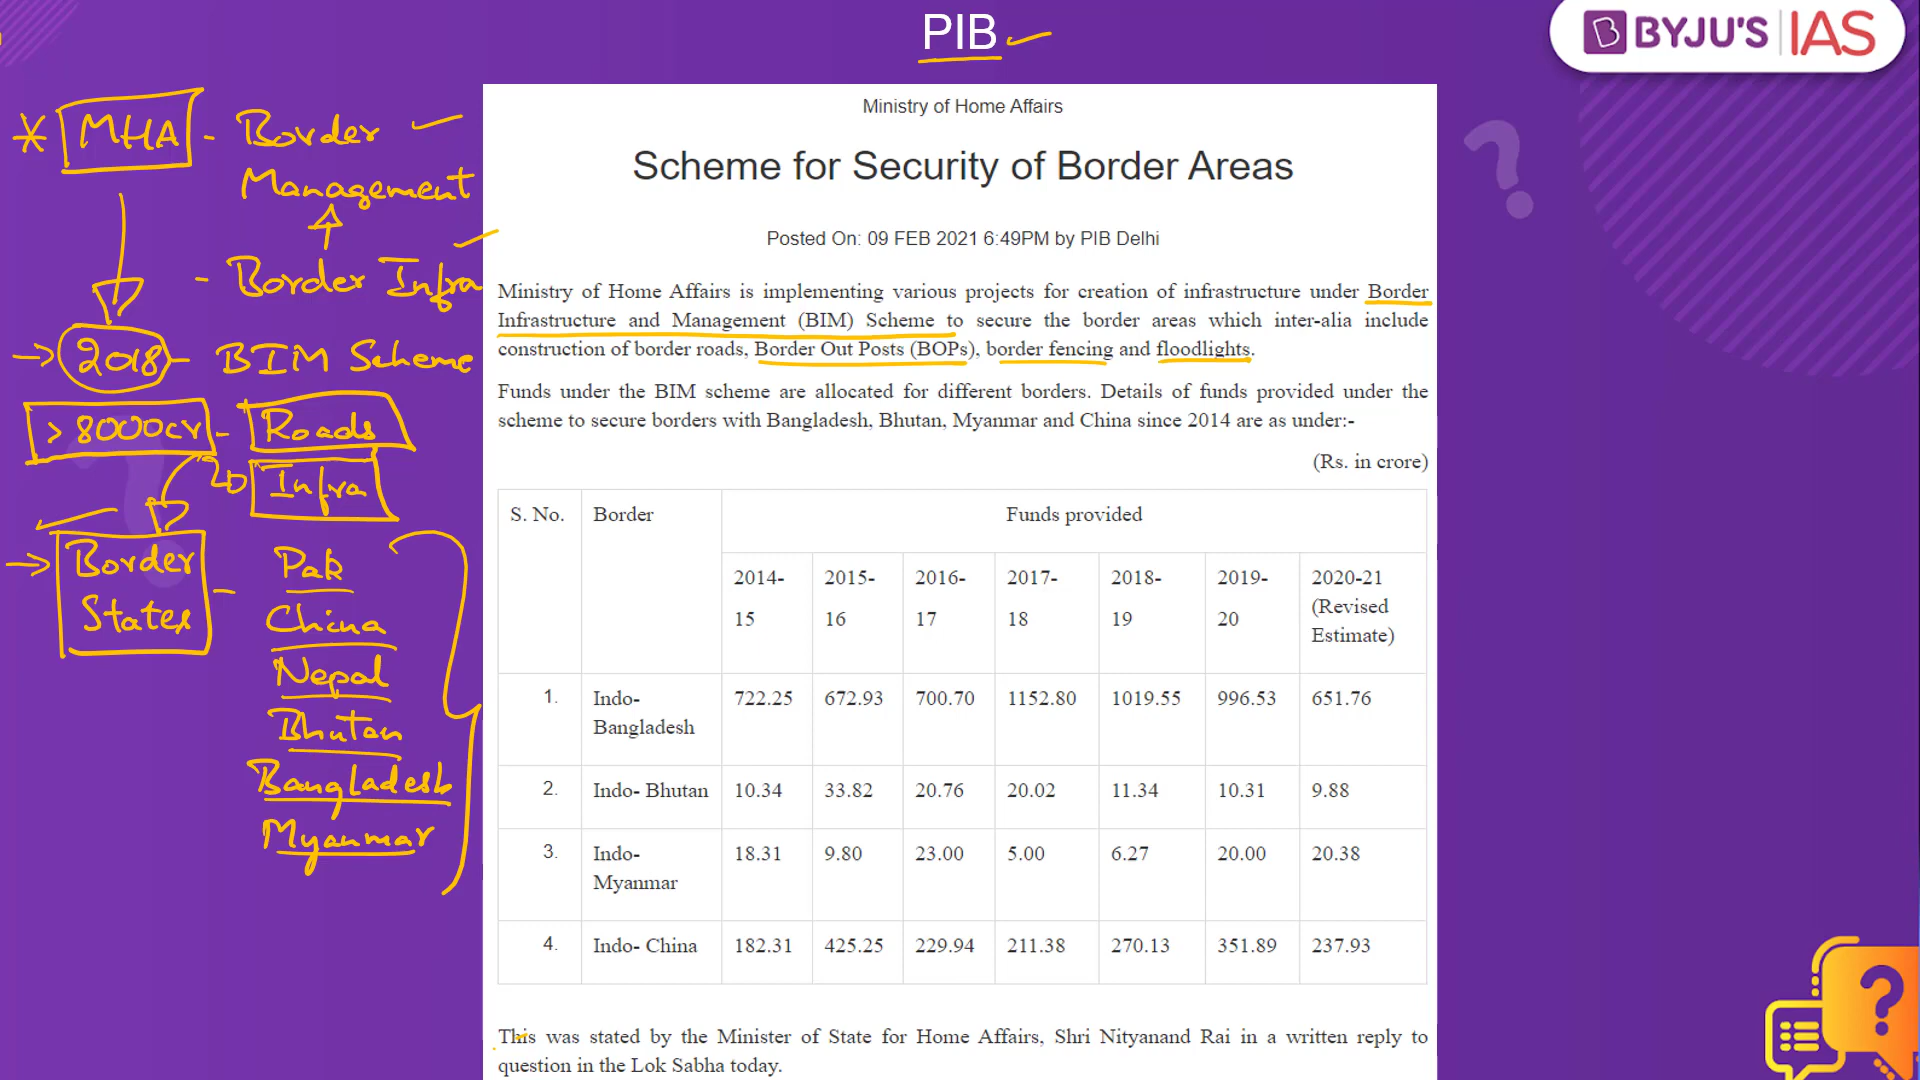 PIB
BYJU'S IAS
* MHA - Border
Management
- Border Infra
→ 2018 - BIM Scheme
> 8000cr - Roads
Infra
→ Border States -
Pak
China
Nepal
Bhutan
Bangladesh
Myanmar
Ministry of Home Affairs
Scheme for Security of Border Areas
Posted On: 09 FEB 2021 6:49PM by PIB Delhi
Ministry of Home Affairs is implementing various projects for creation of infrastructure under Border
Infrastructure and Management (BIM) Scheme to secure the border areas which inter-alia include
construction of border roads, Border Out Posts (BOPs), border fencing and floodlights.
Funds under the BIM scheme are allocated for different borders. Details of funds provided under the
scheme to secure borders with Bangladesh, Bhutan, Myanmar and China since 2014 are as under:-
(Rs. in crore)
S. No. Border Funds provided
2014-15 2015-16 2016-17 2017-18 2018-19 2019-20 2020-21 (Revised Estimate)
1. Indo-Bangladesh 722.25 672.93 700.70 1152.80 1019.55 996.53 651.76
2. Indo- Bhutan 10.34 33.82 20.76 20.02 11.34 10.31 9.88
3. Indo-Myanmar 18.31 9.80 23.00 5.00 6.27 20.00 20.38
4. Indo- China 182.31 425.25 229.94 211.38 270.13 351.89 237.93
This was stated by the Minister of State for Home Affairs, Shri Nityanand Rai in a written reply to
question in the Lok Sabha today.